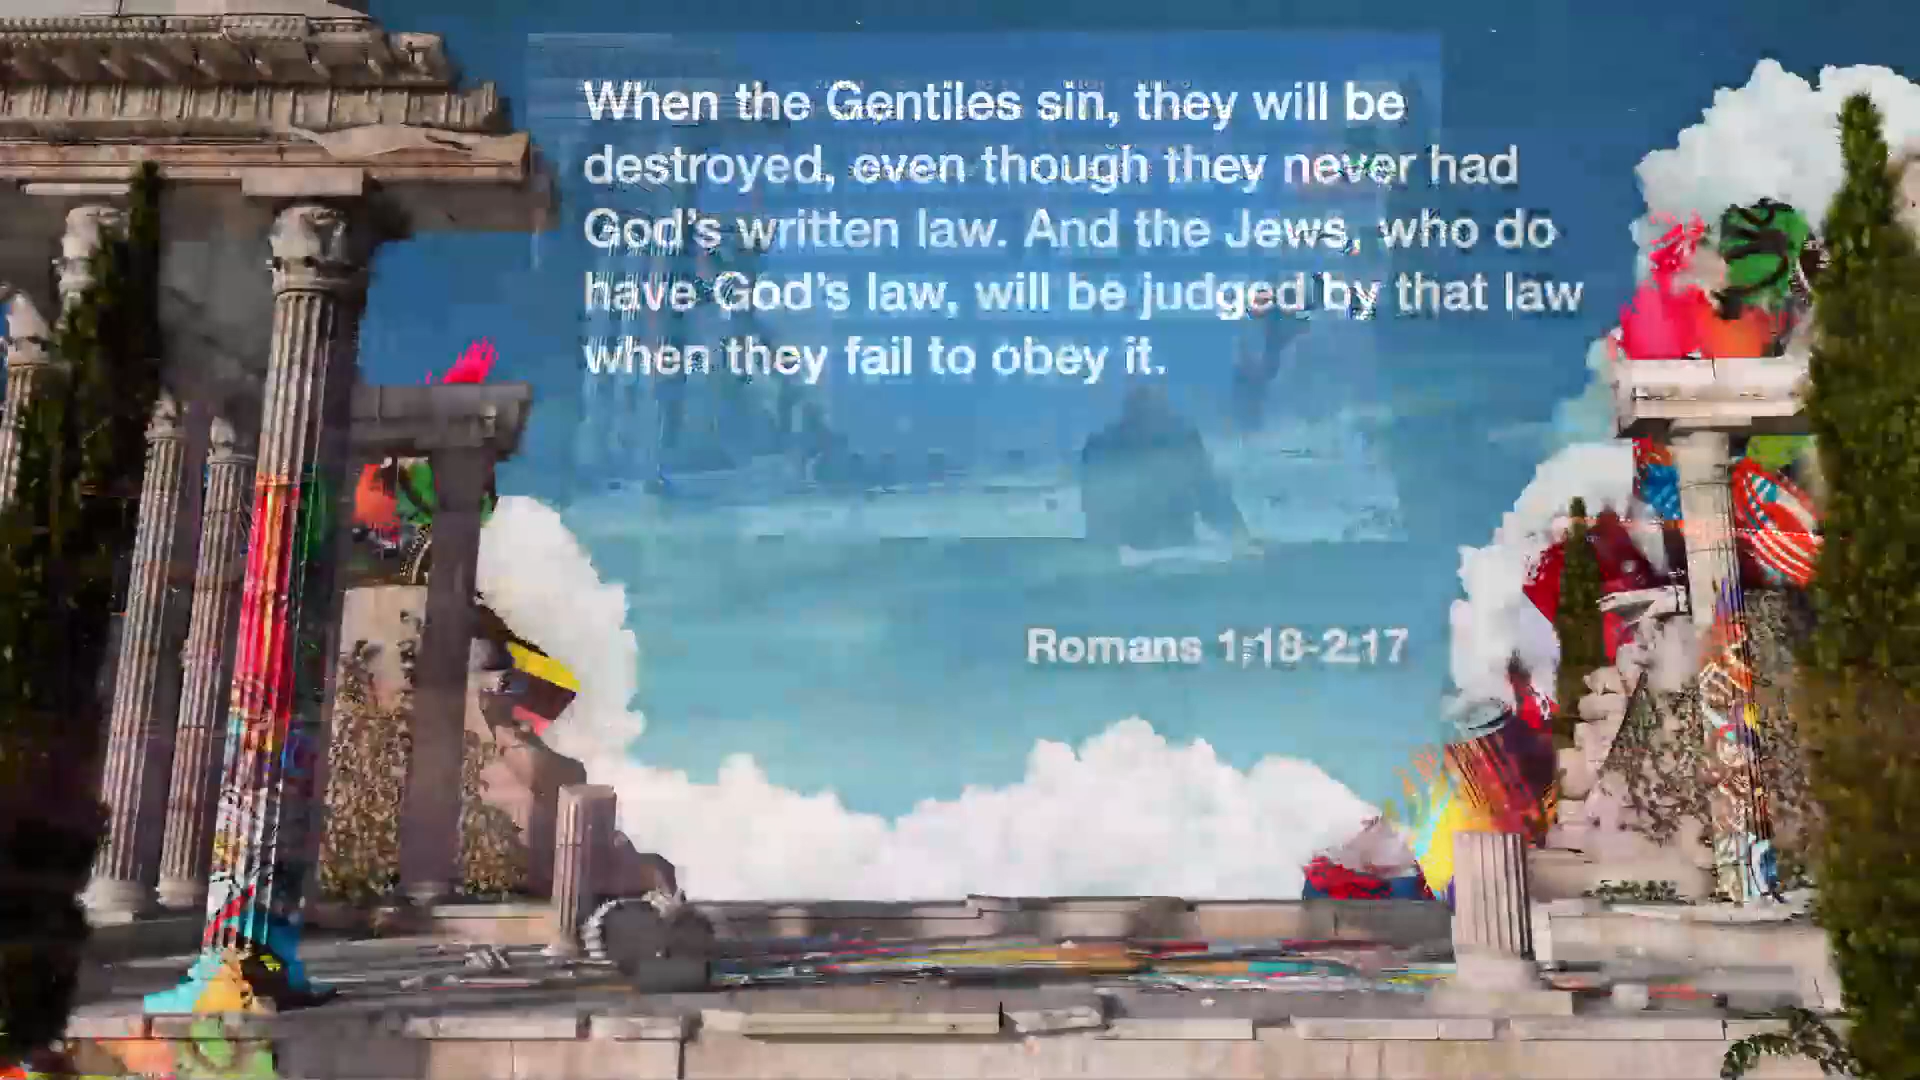 When the Gentiles sin, they will be
destroyed, even though they never had
God's written law. And the Jews, who do
have God's law, will be judged by that law
when they fail to obey it.
Romans 1:18-2:17